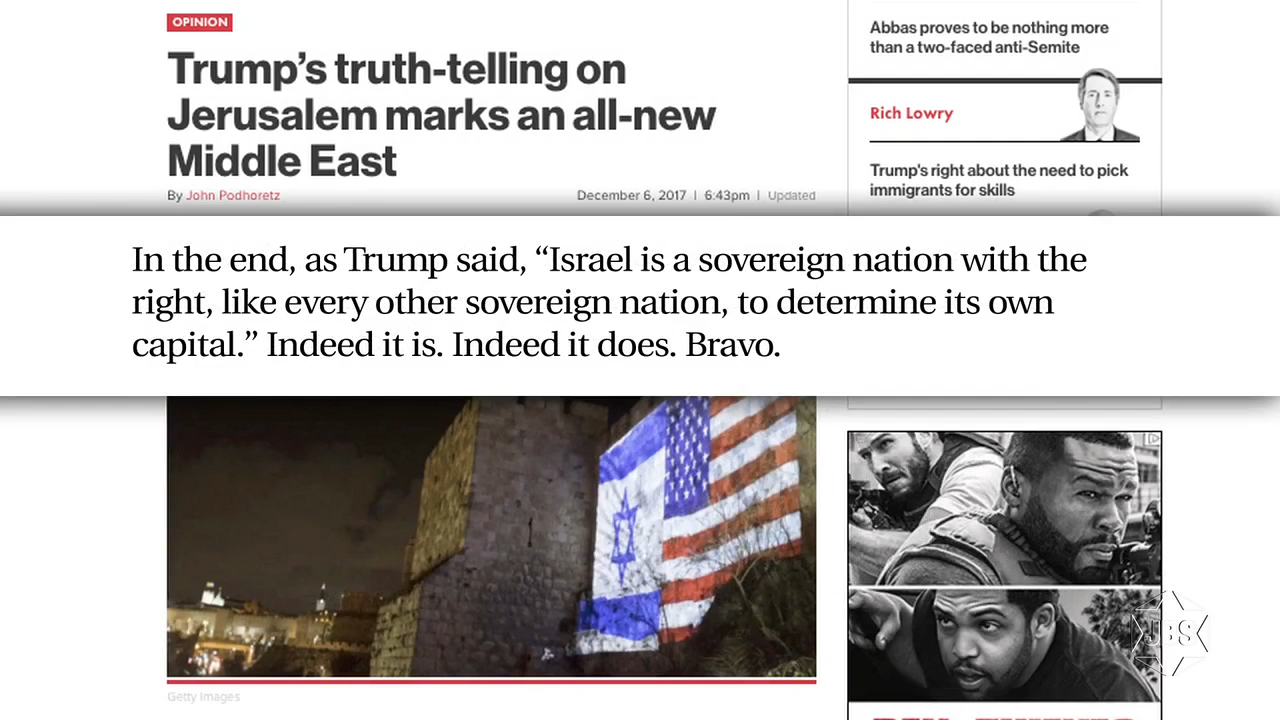 OPINION
Trump's truth-telling on
Jerusalem marks an all-new
Middle East
By John Podhoretz
December 6, 2017 | 6:43pm | Updated
Abbas proves to be nothing more
than a two-faced anti-Semite
Rich Lowry
Trump's right about the need to pick
immigrants for skills
In the end, as Trump said, “Israel is a sovereign nation with the
right, like every other sovereign nation, to determine its own
capital.” Indeed it is. Indeed it does. Bravo.
Getty Images
JBS